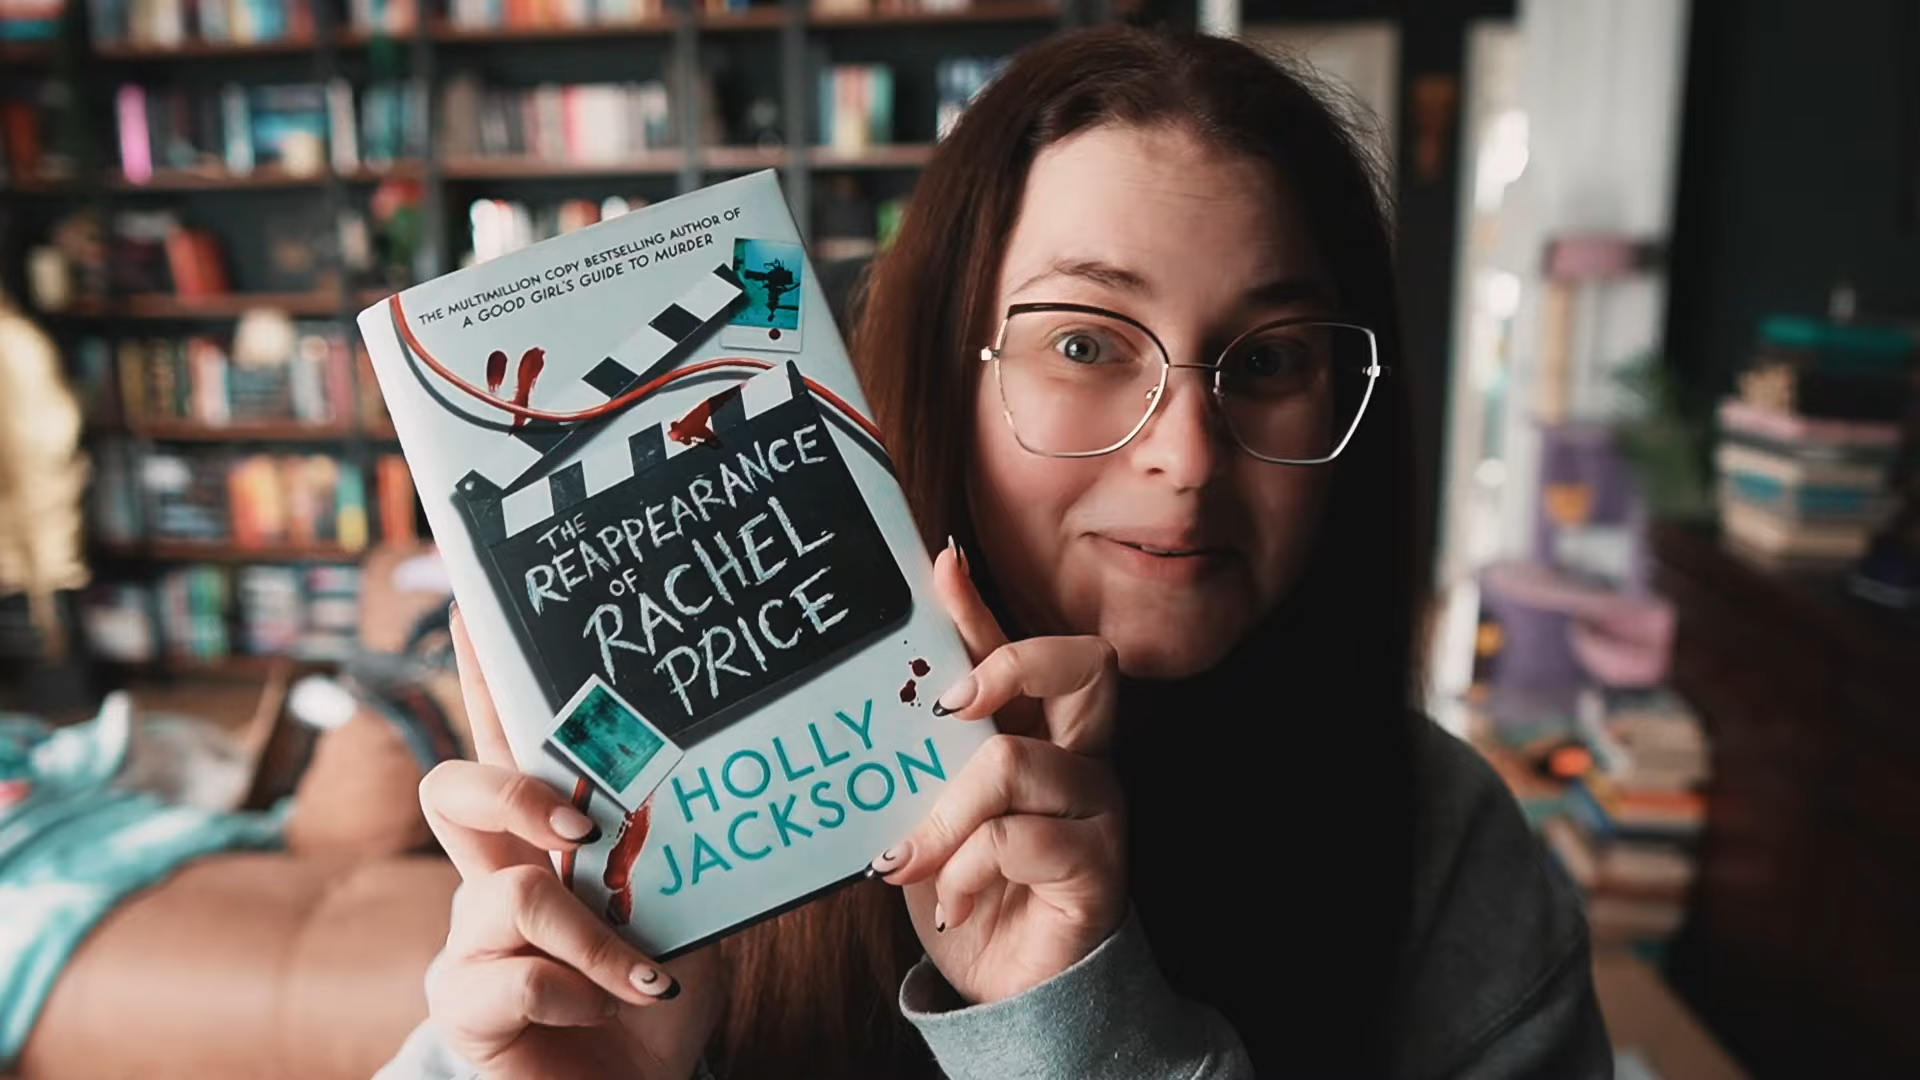 THE MULTIMILLION COPY BESTSELLING AUTHOR OF
A GOOD GIRL'S GUIDE TO MURDER
THE
REAPPEARANCE
OF
RACHEL
PRICE
HOLLY
JACKSON